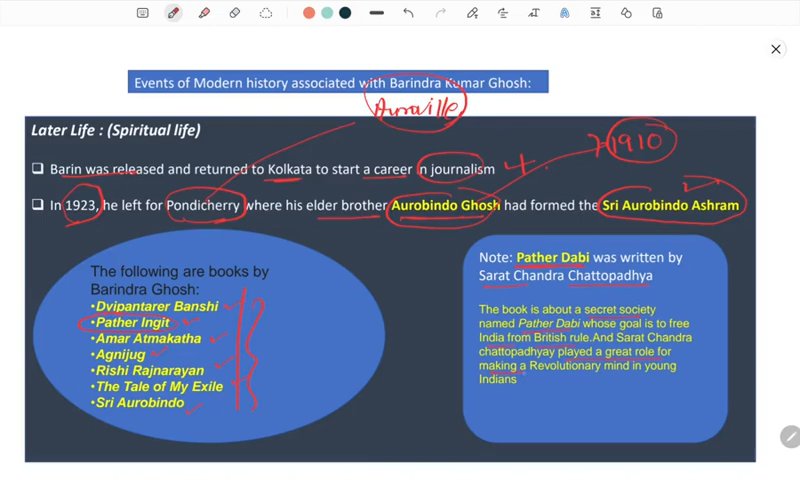 Events of Modern history associated with Barindra Kumar Ghosh:
Auroville
Later Life : (Spiritual life)
1910
Barin was released and returned to Kolkata to start a career in journalism
In 1923, he left for Pondicherry where his elder brother Aurobindo Ghosh had formed the Sri Aurobindo Ashram
The following are books by
Barindra Ghosh:
•Dvipantarer Banshi
•Pather Ingit
•Amar Atmakatha
•Agnijug
•Rishi Rajnarayan
•The Tale of My Exile
•Sri Aurobindo
Note: Pather Dabi was written by
Sarat Chandra Chattopadhya
The book is about a secret society
named Pather Dabi whose goal is to free
India from British rule.And Sarat Chandra
chattopadhyay played a great role for
making a Revolutionary mind in young
Indians